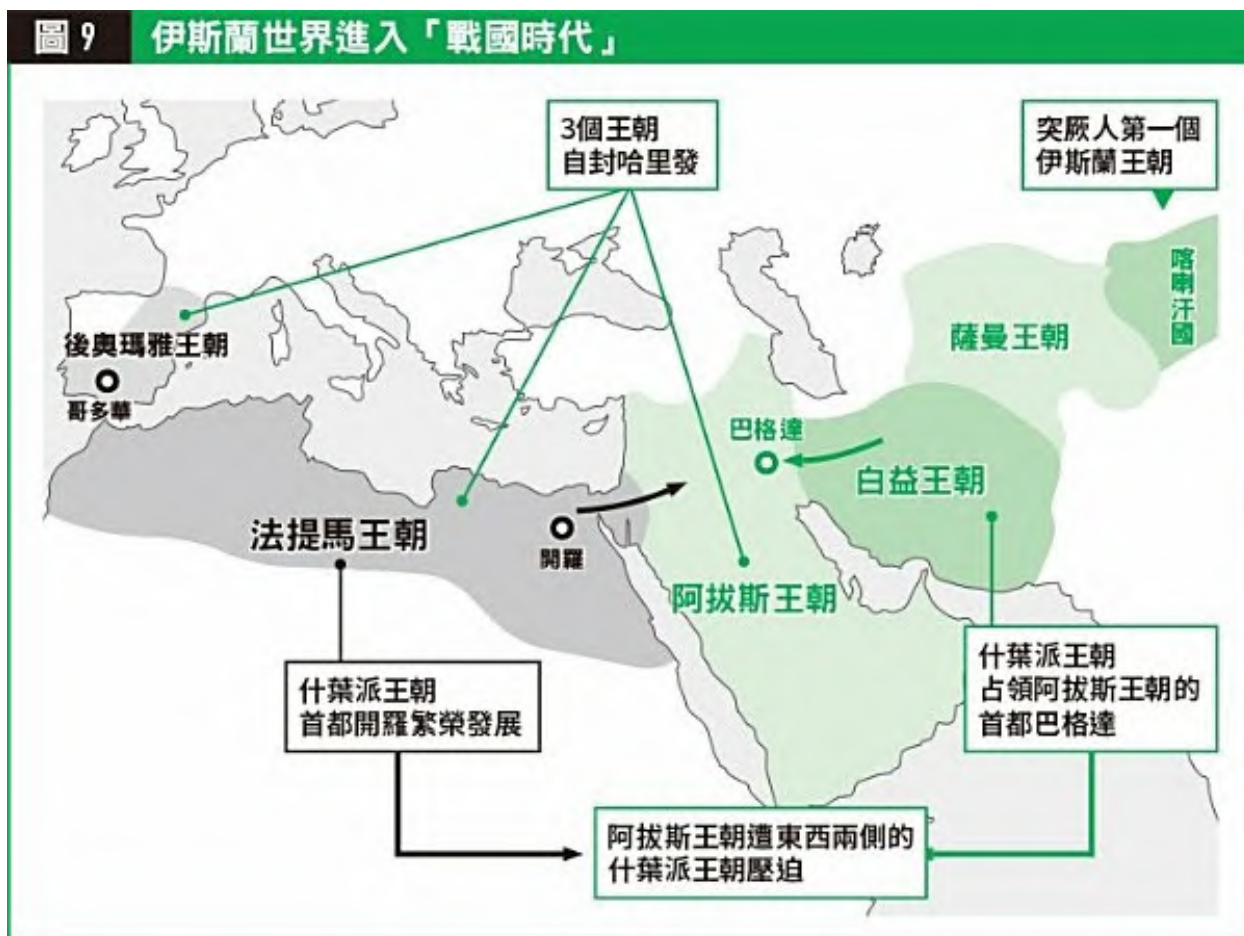 圖9 伊斯蘭世界進入「戰國時代」
3個王朝
自封哈里發
突厥人第一個
伊斯蘭王朝
喀喇汗國
薩曼王朝
後奧瑪雅王朝
哥多華
巴格達
白益王朝
法提馬王朝
開羅
阿拔斯王朝
什葉派王朝
首都開羅繁榮發展
什葉派王朝
占領阿拔斯王朝的
首都巴格達
阿拔斯王朝遭東西兩側的
什葉派王朝壓迫